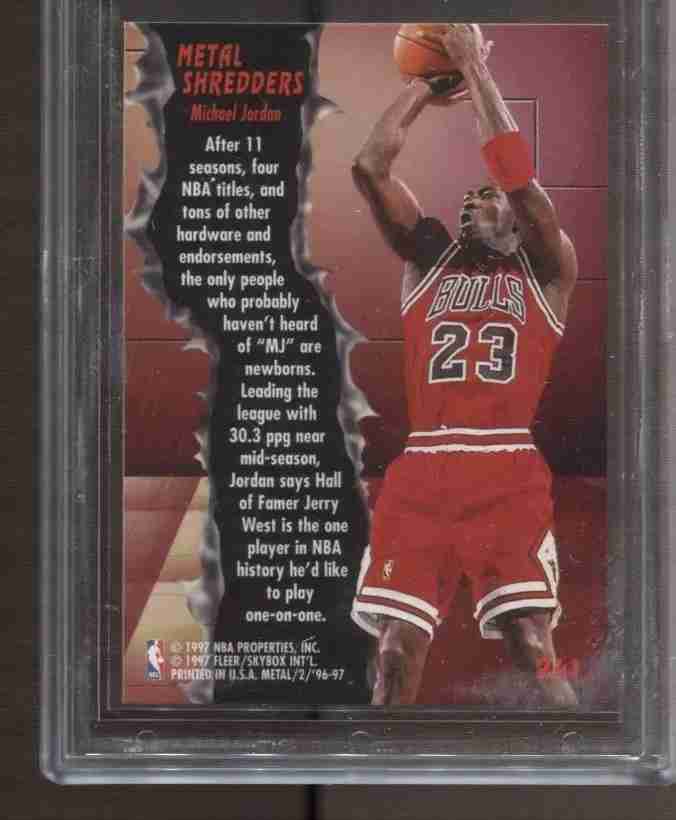 METAL
SHREDDERS
Michael Jordan
After 11
seasons, four
NBA titles, and
tons of other
hardware and
endorsements,
the only people
who probably
haven't heard
of "MJ" are
newborns.
Leading the
league with
30.3 ppg near
mid-season,
Jordan says Hall
of Famer Jerry
West is the one
player in NBA
history he'd like
to play
one-on-one.
BULLS
23
© 1997 NBA PROPERTIES, INC.
© 1997 FLEER/SKYBOX INT'L.
PRINTED IN U.S.A. METAL/2/'96-97